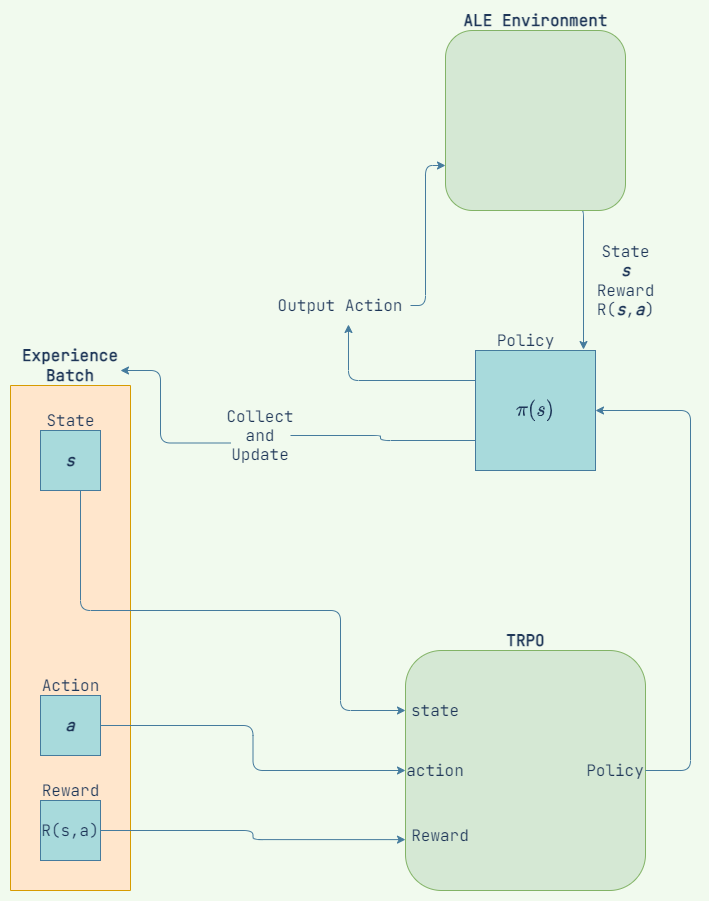 ALE Environment
State
s
Reward
R(s,a)
Output Action
Policy
π(s)
Experience
Batch
Collect
and
Update
State
s
Action
a
Reward
R(s,a)
TRPO
state
action
Policy
Reward